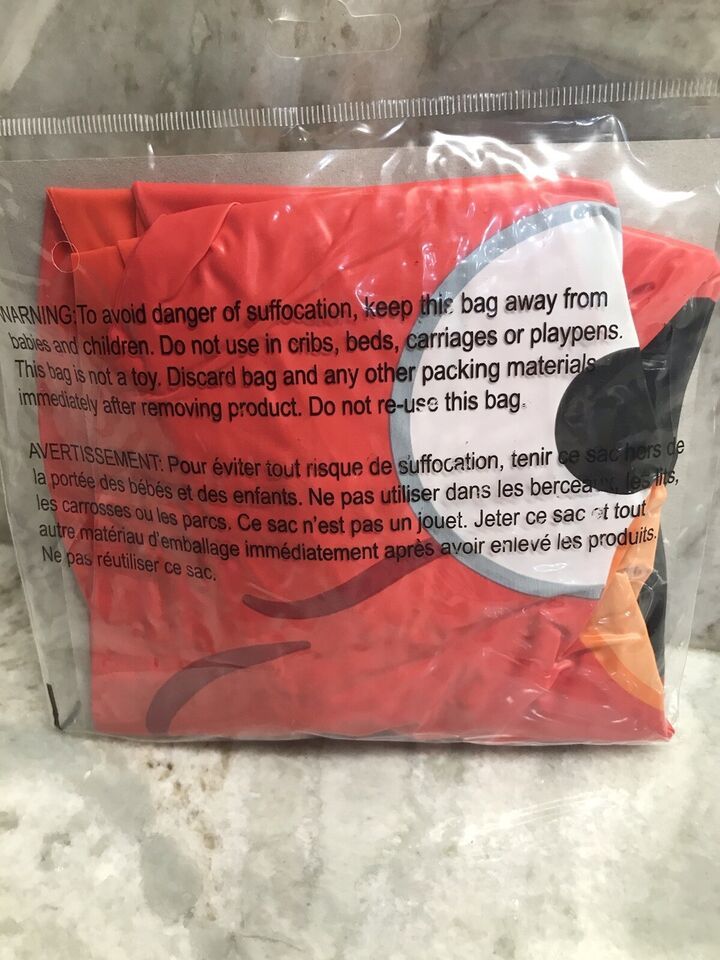 WARNING:To avoid danger of suffocation, keep this bag away from
babies and children. Do not use in cribs, beds, carriages or playpens.
This bag is not a toy. Discard bag and any other packing materials
immediately after removing product. Do not re-use this bag.
AVERTISSEMENT: Pour éviter tout risque de suffocation, tenir ce sac hors de
la portée des bébés et des enfants. Ne pas utiliser dans les berceaux, les lits,
les carrosses ou les parcs. Ce sac n'est pas un jouet. Jeter ce sac et tout
autre matériau d'emballage immédiatement après avoir enlevé les produits.
Ne pas réutiliser ce sac.